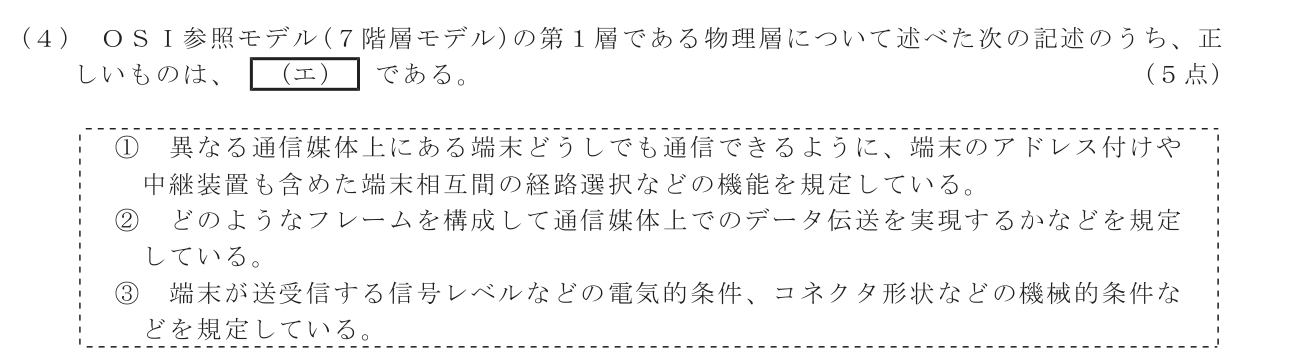 (４)　ＯＳＩ参照モデル(７階層モデル)の第１層である物理層について述べた次の記述のうち、正
しいものは、 (エ) である。 (５点)
①　異なる通信媒体上にある端末どうしでも通信できるように、端末のアドレス付けや
中継装置も含めた端末相互間の経路選択などの機能を規定している。
②　どのようなフレームを構成して通信媒体上でのデータ伝送を実現するかなどを規定
している。
③　端末が送受信する信号レベルなどの電気的条件、コネクタ形状などの機械的条件な
どを規定している。